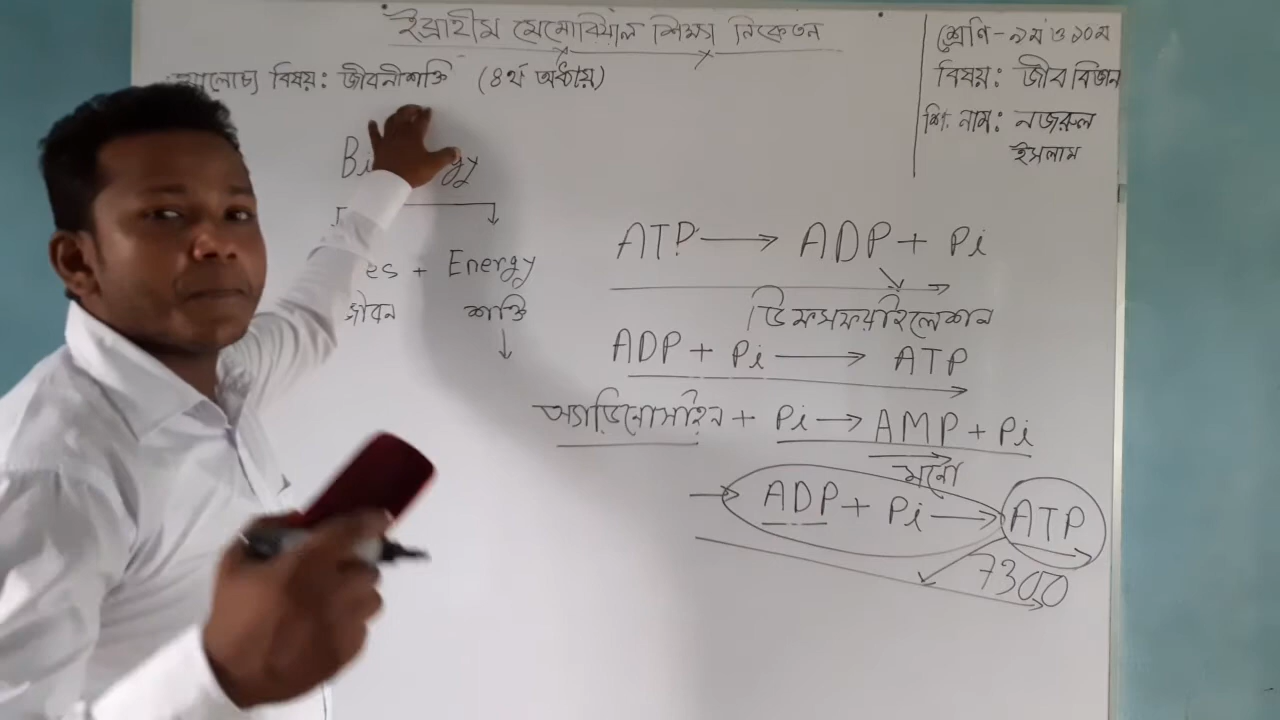 ইব্রাহীম মেমোরিয়াল শিক্ষা নিকেতন
শ্রেণি-৯ম ও ১০ম
বিষয়: জীব বিজ্ঞান
শি. নাম: নজরুল
ইসলাম
আলোচ্য বিষয়: জীবনীশক্তি (৪র্থ অধ্যায়)
+ Energy
জীবন শক্তি
ATP → ADP + Pi
ডিফসফরাইলেশন
ADP + Pi → ATP
অ্যাডিনোসাইন + Pi → AMP + Pi
মনো
→ ADP + Pi → ATP
7300